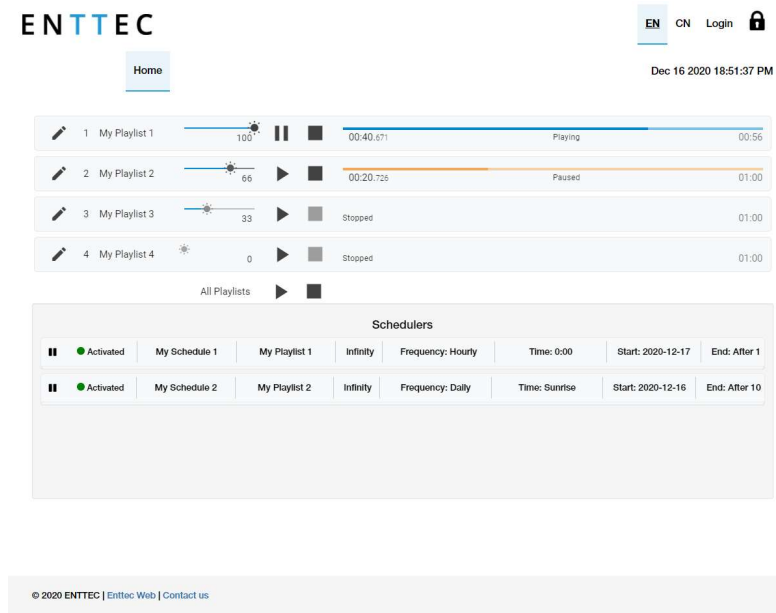 ENTTEC
EN CN Login
Home
Dec 16 2020 18:51:37 PM
1 My Playlist 1 100 00:40.671 Playing 00:56
2 My Playlist 2 66 00:20.726 Paused 01:00
3 My Playlist 3 33 Stopped 01:00
4 My Playlist 4 0 Stopped 01:00
All Playlists
Schedulers
Activated My Schedule 1 My Playlist 1 Infinity Frequency: Hourly Time: 0:00 Start: 2020-12-17 End: After 1
Activated My Schedule 2 My Playlist 2 Infinity Frequency: Daily Time: Sunrise Start: 2020-12-16 End: After 10
© 2020 ENTTEC | Enttec Web | Contact us